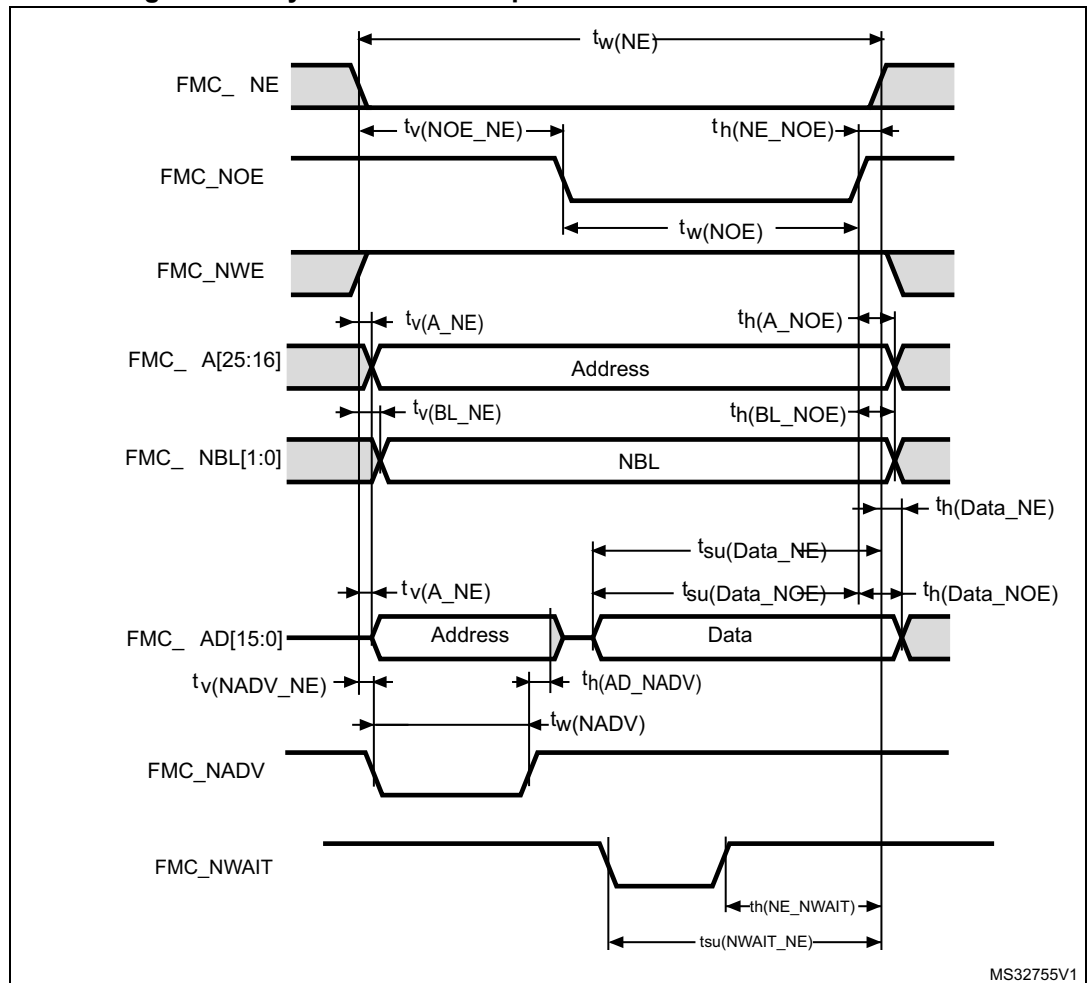 tw(NE)
FMC_ NE
tv(NOE_NE)
th(NE_NOE)
FMC_NOE
tw(NOE)
FMC_NWE
tv(A_NE)
th(A_NOE)
FMC_ A[25:16]
Address
tv(BL_NE)
th(BL_NOE)
FMC_ NBL[1:0]
NBL
th(Data_NE)
tsu(Data_NE)
tv(A_NE)
tsu(Data_NOE)
th(Data_NOE)
FMC_ AD[15:0]
Address
Data
tv(NADV_NE)
th(AD_NADV)
tw(NADV)
FMC_NADV
FMC_NWAIT
th(NE_NWAIT)
tsu(NWAIT_NE)
MS32755V1